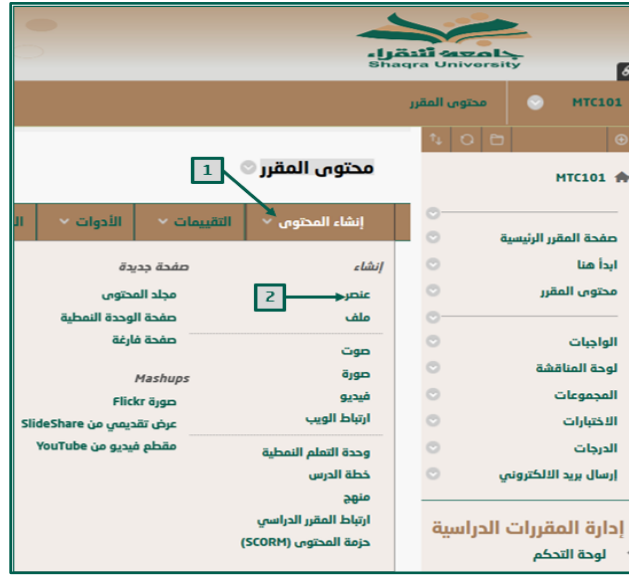 جامعة شقراء
Shaqra University
MTC101
محتوى المقرر
MTC101
صفحة المقرر الرئيسية
ابدأ هنا
محتوى المقرر
الواجبات
لوحة المناقشة
المجموعات
الاختبارات
الدرجات
إرسال بريد الالكتروني
إدارة المقررات الدراسية
لوحة التحكم
محتوى المقرر
1
إنشاء المحتوى
التقييمات
الأدوات
إنشاء
عنصر
2
ملف
صوت
صورة
فيديو
ارتباط الويب
وحدة التعلم النمطية
خطة الدرس
منهج
ارتباط المقرر الدراسي
حزمة المحتوى (SCORM)
صفحة جديدة
مجلد المحتوى
صفحة الوحدة النمطية
صفحة فارغة
Mashups
صورة Flickr
عرض تقديمي من SlideShare
مقطع فيديو من YouTube